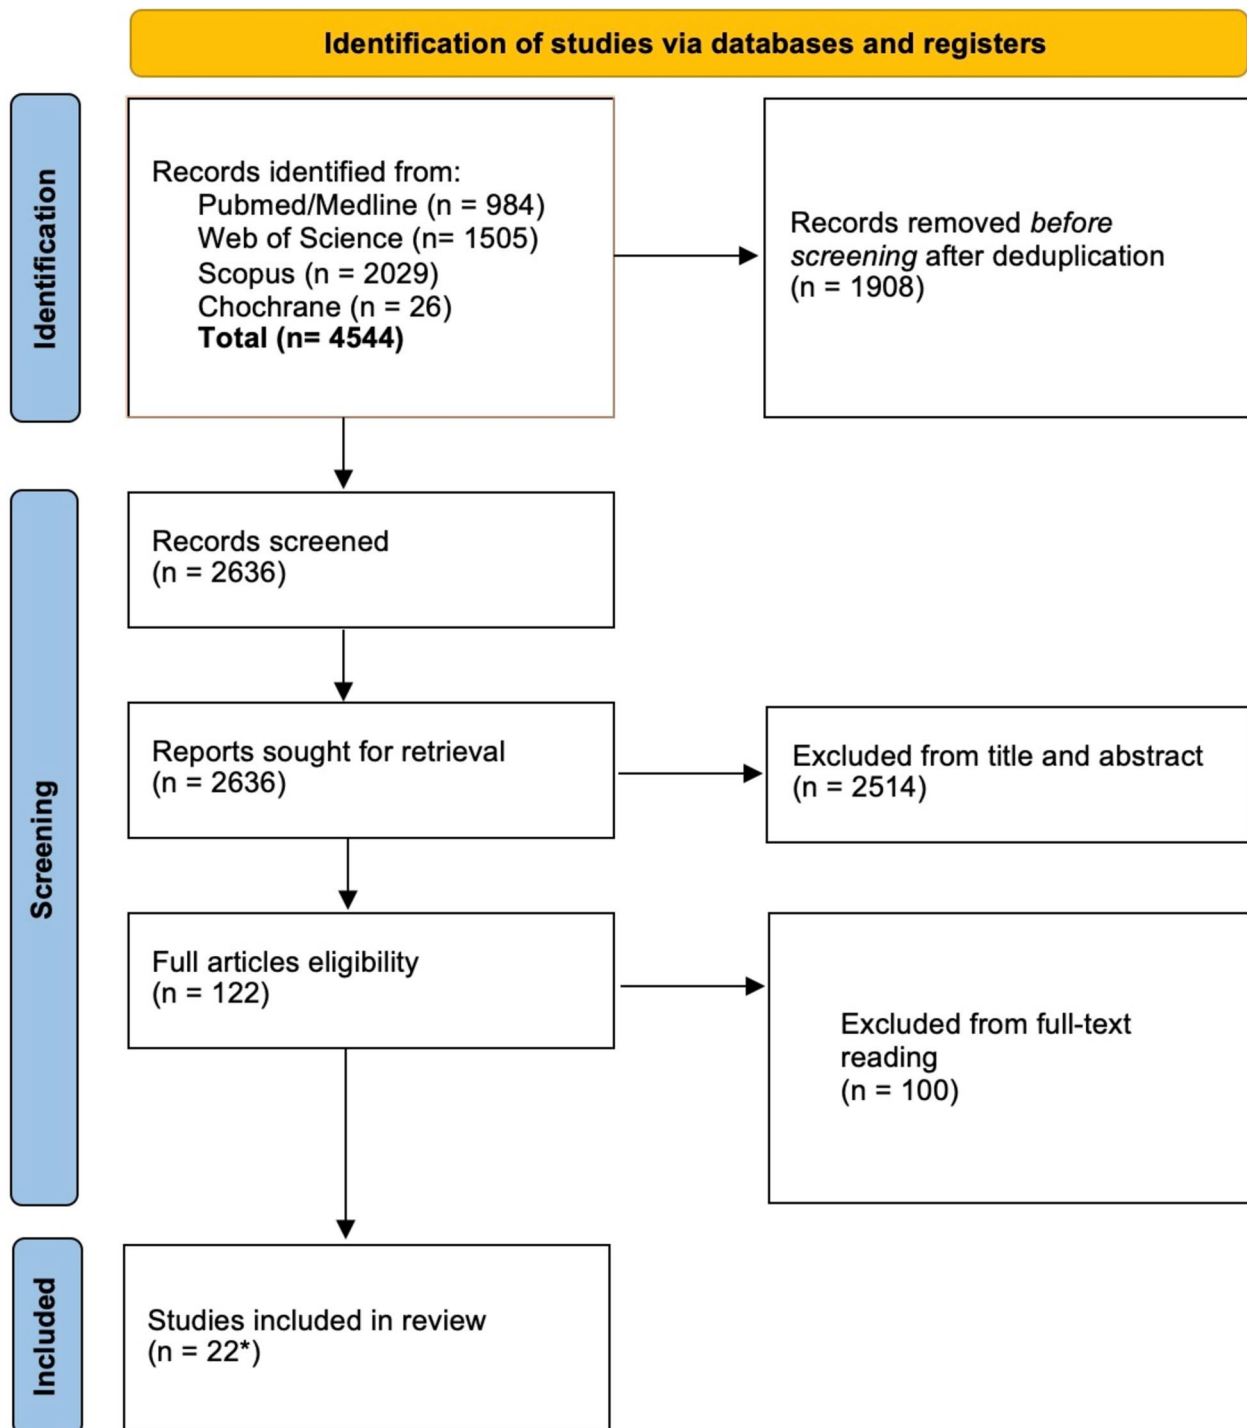 Identification of studies via databases and registers
Identification
Records identified from:
Pubmed/Medline (n = 984)
Web of Science (n= 1505)
Scopus (n = 2029)
Chochrane (n = 26)
Total (n= 4544)
Records removed before
screening after deduplication
(n = 1908)
Screening
Records screened
(n = 2636)
Reports sought for retrieval
(n = 2636)
Excluded from title and abstract
(n = 2514)
Full articles eligibility
(n = 122)
Excluded from full-text
reading
(n = 100)
Included
Studies included in review
(n = 22*)